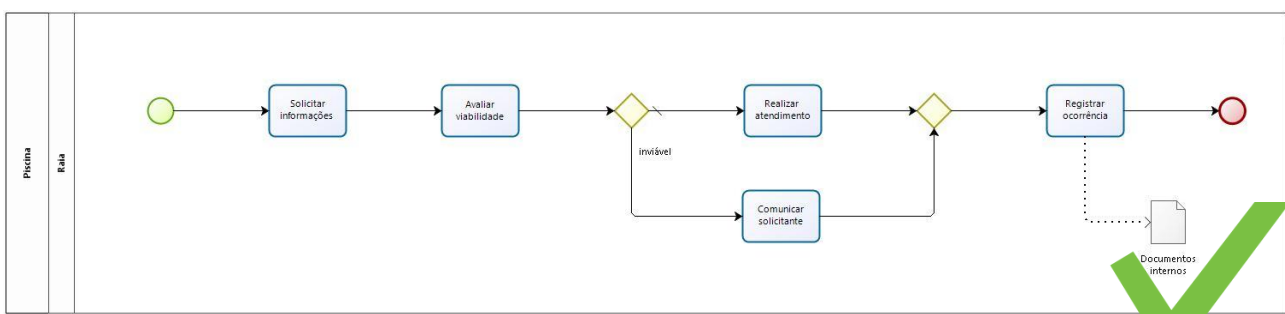 Piscina
Raia
Solicitar
informações
Avaliar
viabilidade
inviável
Realizar
atendimento
Comunicar
solicitante
Registrar
ocorrência
Documentos
internos